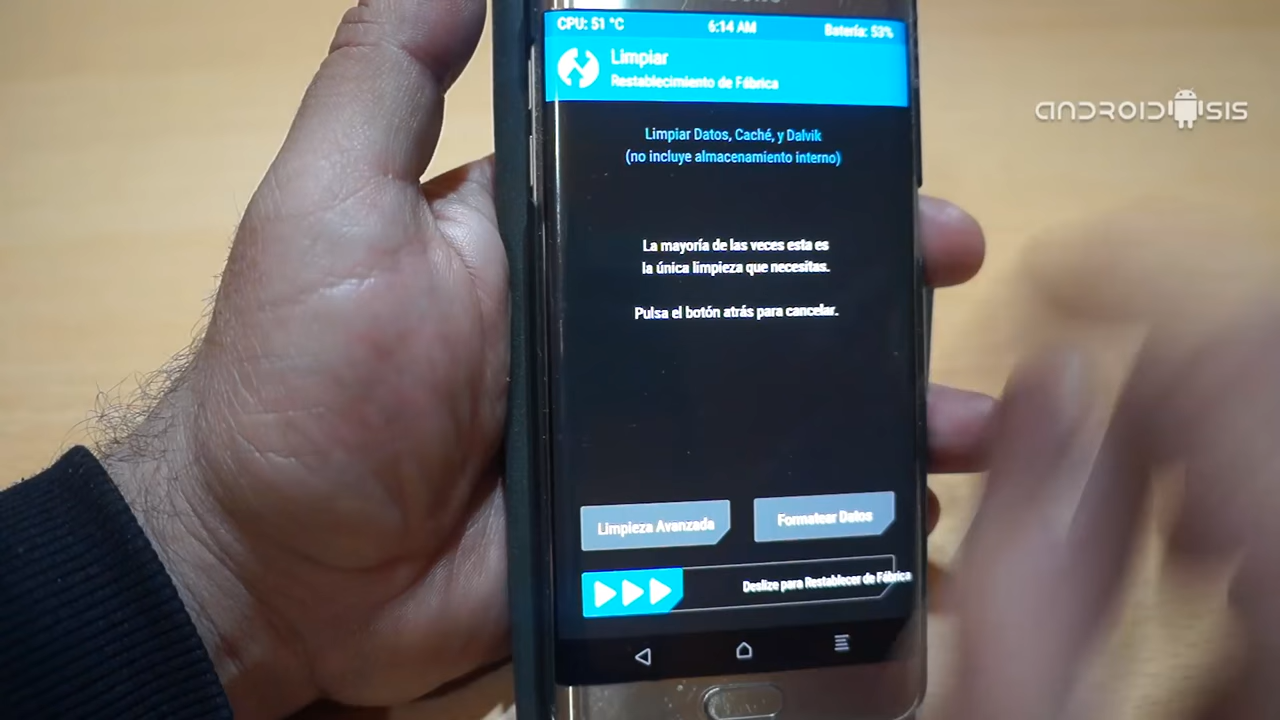 CPU: 51 °C
6:14 AM
Batería: 53%
Limpiar
Restablecimiento de Fábrica
ANDROIDSIS
Limpiar Datos, Caché, y Dalvik
(no incluye almacenamiento interno)
La mayoría de las veces esta es
la única limpieza que necesitas.
Pulsa el botón atrás para cancelar.
Limpieza Avanzada
Formatear Datos
Deslize para Restablecer de Fábrica